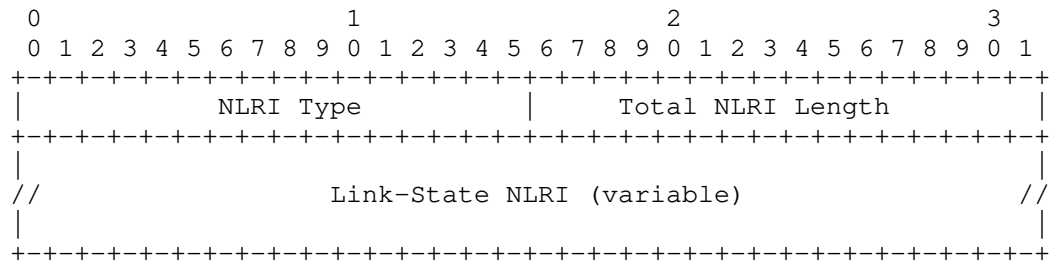 0                   1                   2                   3
 0 1 2 3 4 5 6 7 8 9 0 1 2 3 4 5 6 7 8 9 0 1 2 3 4 5 6 7 8 9 0 1
+-+-+-+-+-+-+-+-+-+-+-+-+-+-+-+-+-+-+-+-+-+-+-+-+-+-+-+-+-+-+-+-+
|            NLRI Type          |     Total NLRI Length         |
+-+-+-+-+-+-+-+-+-+-+-+-+-+-+-+-+-+-+-+-+-+-+-+-+-+-+-+-+-+-+-+-+
|                                                               |
//                  Link-State NLRI (variable)                 //
|                                                               |
+-+-+-+-+-+-+-+-+-+-+-+-+-+-+-+-+-+-+-+-+-+-+-+-+-+-+-+-+-+-+-+-+